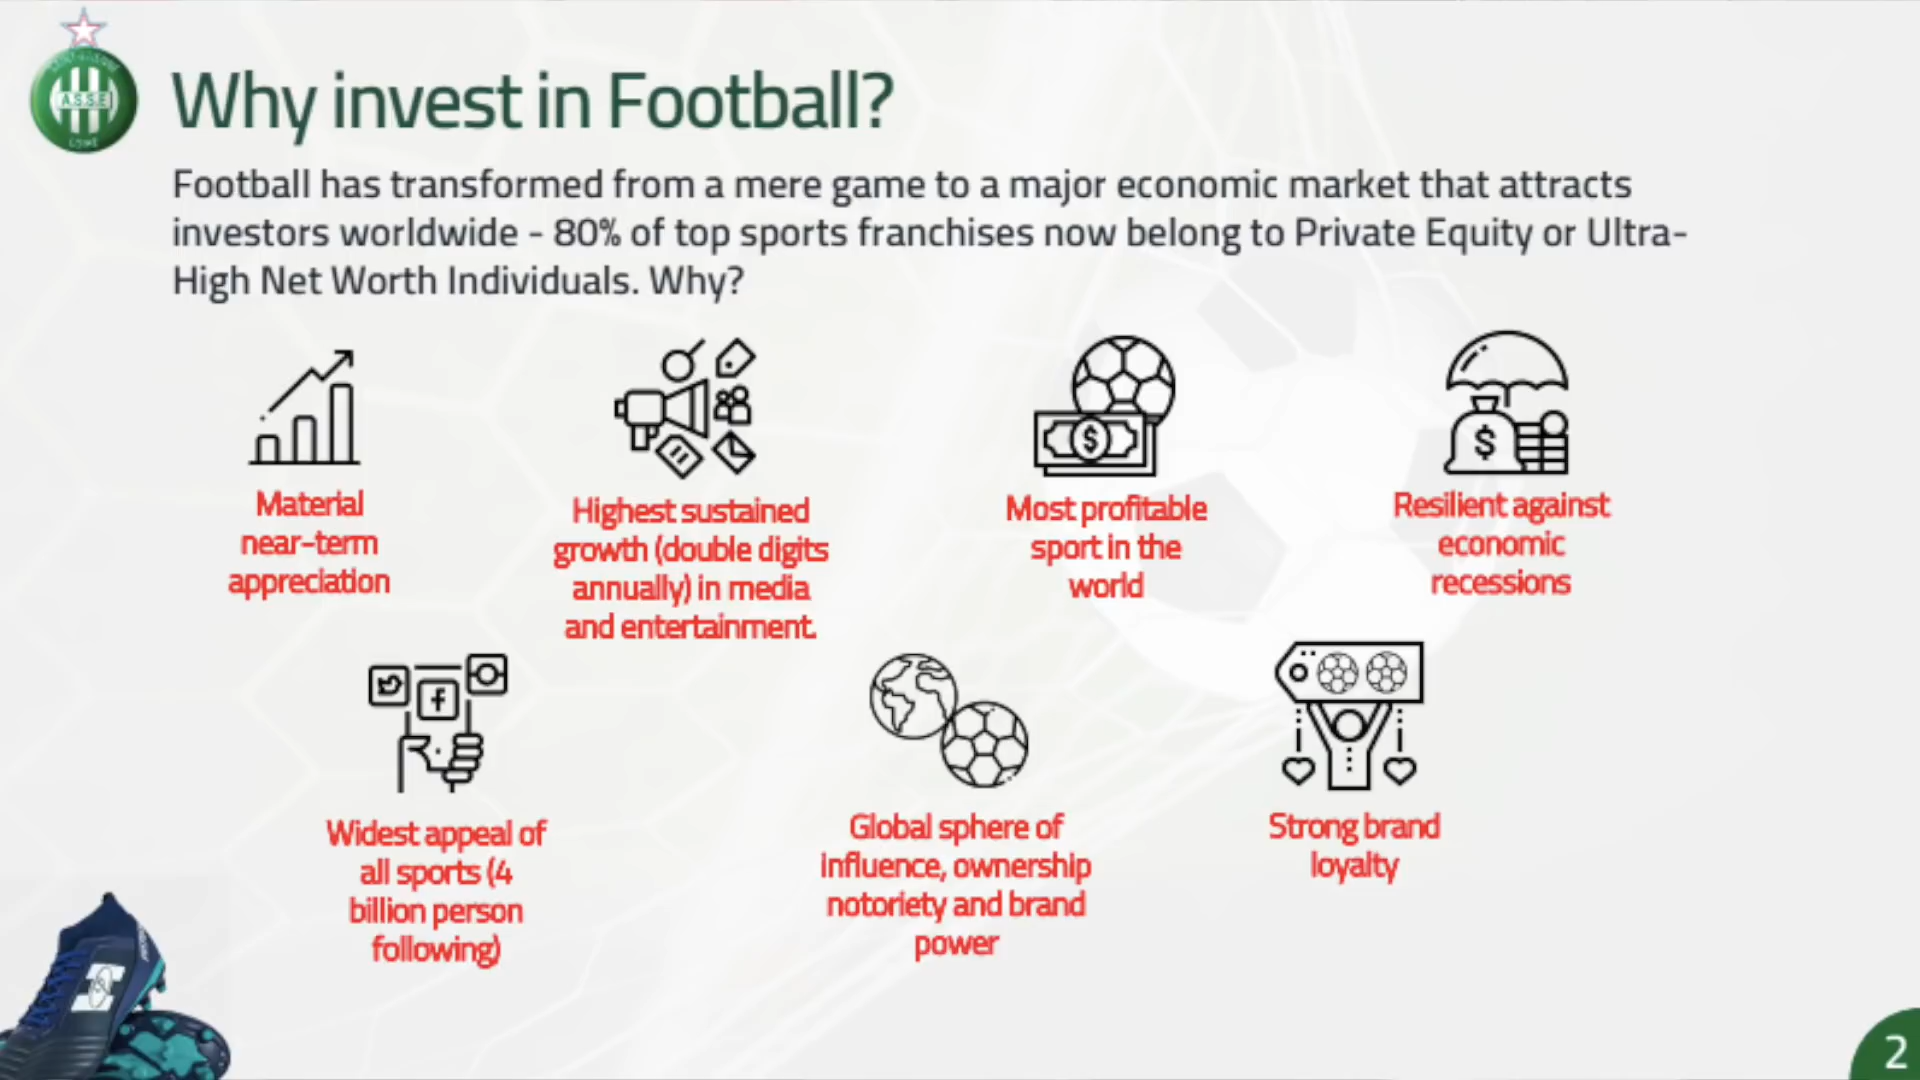 A.S.S.E
LOIRE
Why invest in Football?
Football has transformed from a mere game to a major economic market that attracts
investors worldwide - 80% of top sports franchises now belong to Private Equity or Ultra-
High Net Worth Individuals. Why?
Material
near-term
appreciation
Highest sustained
growth (double digits
annually) in media
and entertainment.
Most profitable
sport in the
world
Resilient against
economic
recessions
Widest appeal of
all sports (4
billion person
following)
Global sphere of
influence, ownership
notoriety and brand
power
Strong brand
loyalty
2